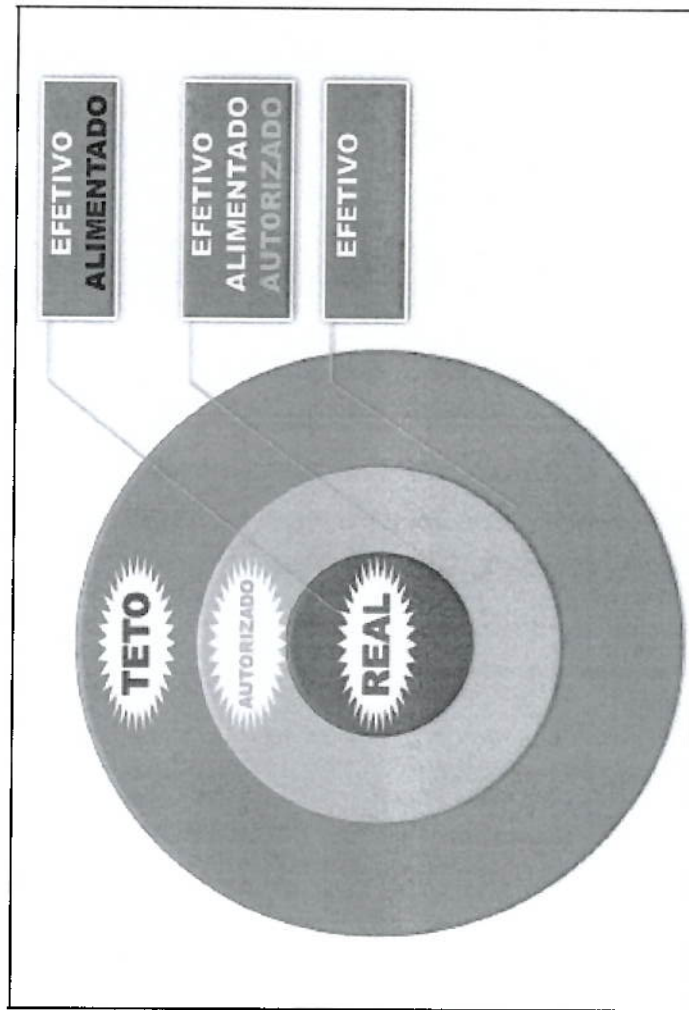 TETO
AUTORIZADO
REAL
EFETIVO
ALIMENTADO
EFETIVO
ALIMENTADO
AUTORIZADO
EFETIVO